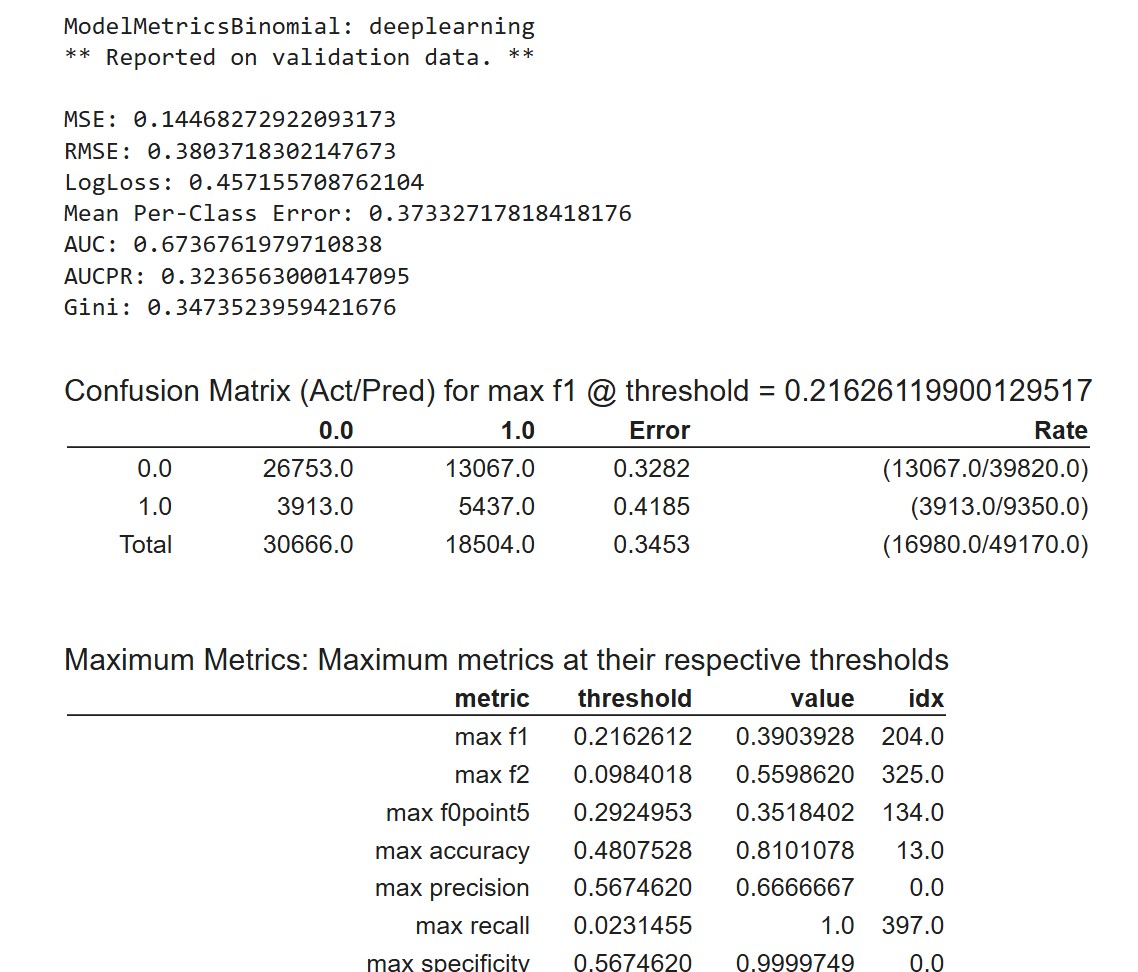 ModelMetricsBinomial: deeplearning
** Reported on validation data. **
MSE: 0.14468272922093173
RMSE: 0.3803718302147673
LogLoss: 0.457155708762104
Mean Per-Class Error: 0.37332717818418176
AUC: 0.6736761979710838
AUCPR: 0.3236563000147095
Gini: 0.3473523959421676
Confusion Matrix (Act/Pred) for max f1 @ threshold = 0.21626119900129517
0.0 1.0 Error Rate
0.0 26753.0 13067.0 0.3282 (13067.0/39820.0)
1.0 3913.0 5437.0 0.4185 (3913.0/9350.0)
Total 30666.0 18504.0 0.3453 (16980.0/49170.0)
Maximum Metrics: Maximum metrics at their respective thresholds
metric threshold value idx
max f1 0.2162612 0.3903928 204.0
max f2 0.0984018 0.5598620 325.0
max f0point5 0.2924953 0.3518402 134.0
max accuracy 0.4807528 0.8101078 13.0
max precision 0.5674620 0.6666667 0.0
max recall 0.0231455 1.0 397.0
max specificity 0.5674620 0.9999749 0.0